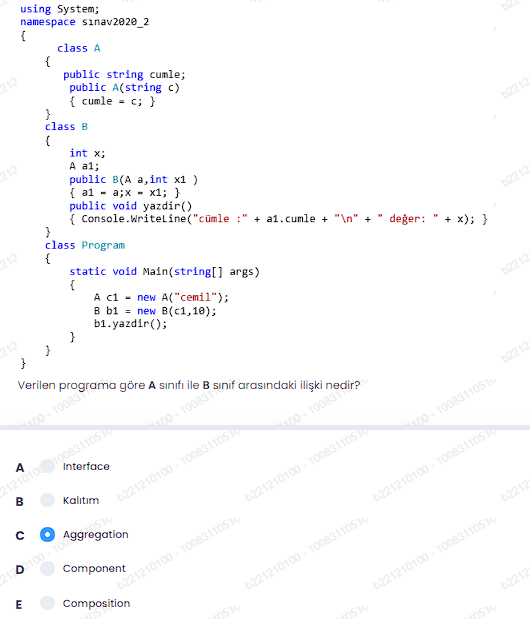 using System;
namespace sınav2020_2
{
class A
{
public string cumle;
public A(string c)
{ cumle = c; }
}
class B
{
int x;
A a1;
public B(A a,int x1 )
{ a1 = a;x = x1; }
public void yazdir()
{ Console.WriteLine("cümle :" + a1.cumle + "\n" + " değer: " + x); }
}
class Program
{
static void Main(string[] args)
{
A c1 = new A("cemil");
B b1 = new B(c1,10);
b1.yazdir();
}
}
}
Verilen programa göre A sınıfı ile B sınıf arasındaki ilişki nedir?
A Interface
B Kalıtım
C Aggregation
D Component
E Composition